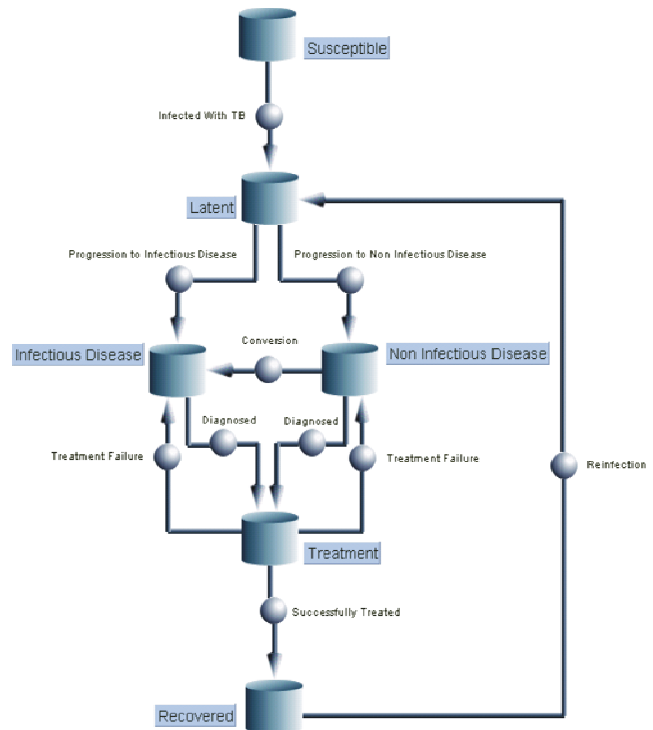 Susceptible
Infected With TB
Latent
Progression to Infectious Disease
Progression to Non Infectious Disease
Infectious Disease
Conversion
Non Infectious Disease
Diagnosed
Diagnosed
Treatment Failure
Treatment Failure
Reinfection
Treatment
Successfully Treated
Recovered